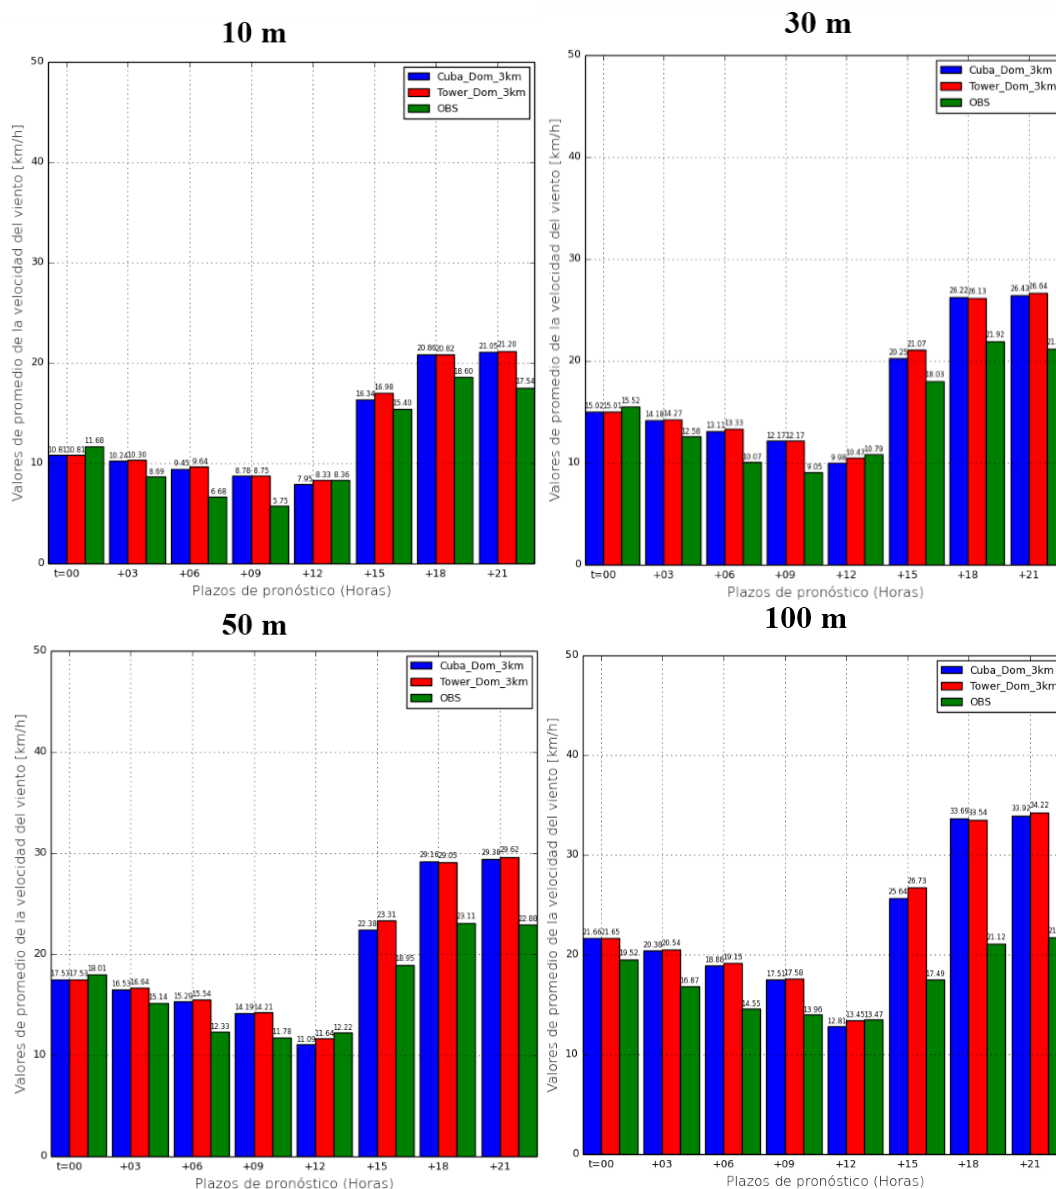 10 m
Valores de promedio de la velocidad del viento [km/h]
50
40
30
20
10
0
Cuba_Dom_3km
Tower_Dom_3km
OBS
10.81 10.81 11.68
10.24 10.30 8.69
9.45 9.64 6.68
8.78 8.75 5.75
7.95 8.33 8.36
16.34 16.98 15.40
20.86 20.82 18.60
21.05 21.20 17.54
t=00 +03 +06 +09 +12 +15 +18 +21
Plazos de pronóstico (Horas)
30 m
Valores de promedio de la velocidad del viento [km/h]
50
40
30
20
10
0
Cuba_Dom_3km
Tower_Dom_3km
OBS
15.02 15.01 15.52
14.18 14.27 12.58
13.11 13.33 10.07
12.17 12.17 9.05
9.98 10.47 10.79
20.25 21.07 18.03
26.22 26.13 21.92
26.43 26.64 21.
t=00 +03 +06 +09 +12 +15 +18 +21
Plazos de pronóstico (Horas)
50 m
Valores de promedio de la velocidad del viento [km/h]
50
40
30
20
10
0
Cuba_Dom_3km
Tower_Dom_3km
OBS
17.53 17.53 18.01
16.53 16.64 15.14
15.29 15.54 12.33
14.19 14.21 11.78
11.09 11.64 12.22
22.38 23.31 18.95
29.16 29.05 23.11
29.38 29.62 22.88
t=00 +03 +06 +09 +12 +15 +18 +21
Plazos de pronóstico (Horas)
100 m
Valores de promedio de la velocidad del viento [km/h]
50
40
30
20
10
0
Cuba_Dom_3km
Tower_Dom_3km
OBS
21.66 21.65 19.52
20.38 20.54 16.87
18.88 19.15 14.55
17.51 17.58 13.96
12.81 13.45 13.47
25.64 26.73 17.49
33.69 33.54 21.12
33.92 34.22 21.
t=00 +03 +06 +09 +12 +15 +18 +21
Plazos de pronóstico (Horas)